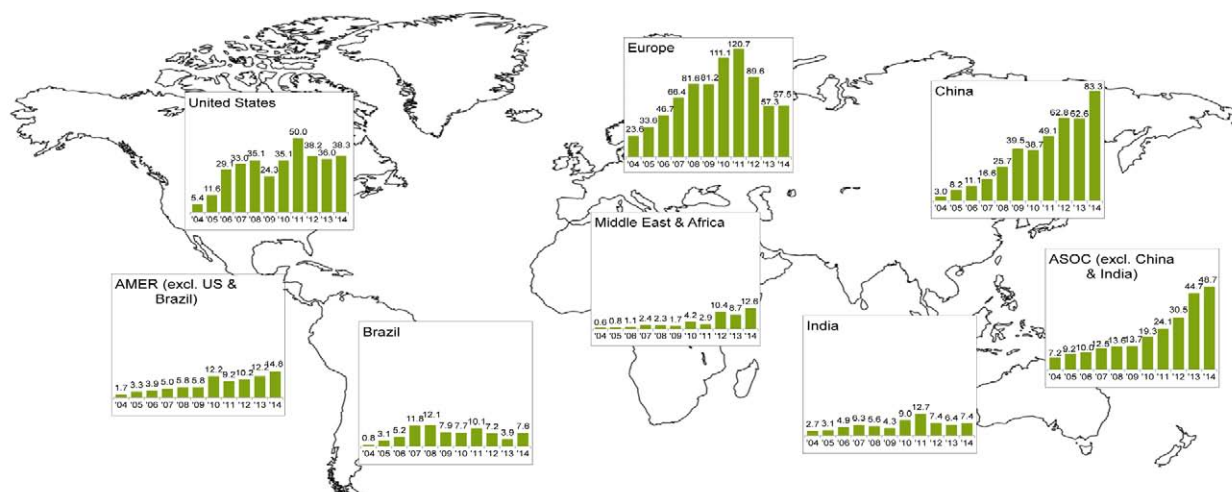 United States
5.4 11.6 29.1 33.0 35.1 24.3 35.1 50.0 38.2 36.0 38.3
'04 '05 '06 '07 '08 '09 '10 '11 '12 '13 '14
Europe
23.6 33.6 46.7 66.4 81.6 81.2 111.1 120.7 89.6 57.3 57.5
'04 '05 '06 '07 '08 '09 '10 '11 '12 '13 '14
China
3.0 8.2 11.1 16.6 25.7 39.5 38.7 49.1 62.8 62.6 83.3
'04 '05 '06 '07 '08 '09 '10 '11 '12 '13 '14
Middle East & Africa
0.6 0.8 1.1 2.4 2.3 1.7 4.2 2.9 10.4 8.7 12.6
'04 '05 '06 '07 '08 '09 '10 '11 '12 '13 '14
ASOC (excl. China
& India)
7.2 9.2 10.0 12.5 13.6 13.7 19.3 24.1 30.5 44.7 48.7
'04 '05 '06 '07 '08 '09 '10 '11 '12 '13 '14
AMER (excl. US &
Brazil)
1.7 3.3 3.9 5.0 5.8 5.8 12.2 9.2 10.2 12.2 14.8
'04 '05 '06 '07 '08 '09 '10 '11 '12 '13 '14
Brazil
0.8 3.1 5.2 11.8 12.1 7.9 7.7 10.1 7.2 3.9 7.6
'04 '05 '06 '07 '08 '09 '10 '11 '12 '13 '14
India
2.7 3.1 4.9 6.3 5.6 4.3 9.0 12.7 7.4 6.4 7.4
'04 '05 '06 '07 '08 '09 '10 '11 '12 '13 '14